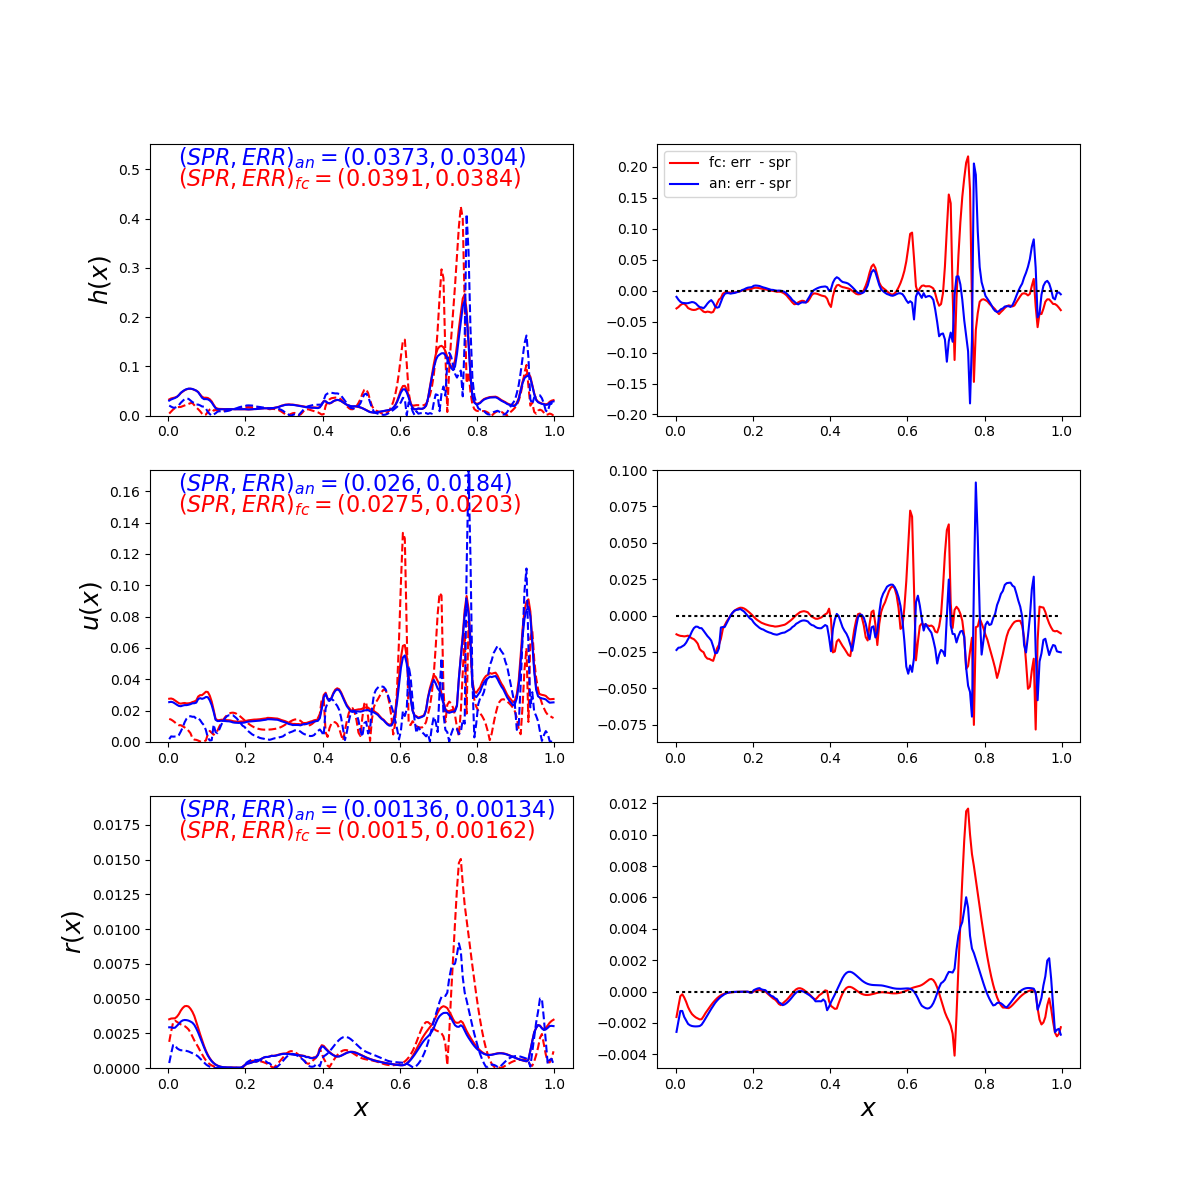 (SPR, ERR)an = (0.0373, 0.0304)
(SPR, ERR)fc = (0.0391, 0.0384)
h(x)
0.5
0.4
0.3
0.2
0.1
0.0
0.0 0.2 0.4 0.6 0.8 1.0
fc: err - spr
an: err - spr
0.20
0.15
0.10
0.05
0.00
−0.05
−0.10
−0.15
−0.20
0.0 0.2 0.4 0.6 0.8 1.0
(SPR, ERR)an = (0.026, 0.0184)
(SPR, ERR)fc = (0.0275, 0.0203)
u(x)
0.16
0.14
0.12
0.10
0.08
0.06
0.04
0.02
0.00
0.0 0.2 0.4 0.6 0.8 1.0
0.100
0.075
0.050
0.025
0.000
−0.025
−0.050
−0.075
0.0 0.2 0.4 0.6 0.8 1.0
(SPR, ERR)an = (0.00136, 0.00134)
(SPR, ERR)fc = (0.0015, 0.00162)
r(x)
0.0175
0.0150
0.0125
0.0100
0.0075
0.0050
0.0025
0.0000
0.0 0.2 0.4 0.6 0.8 1.0
x
0.012
0.010
0.008
0.006
0.004
0.002
0.000
−0.002
−0.004
0.0 0.2 0.4 0.6 0.8 1.0
x